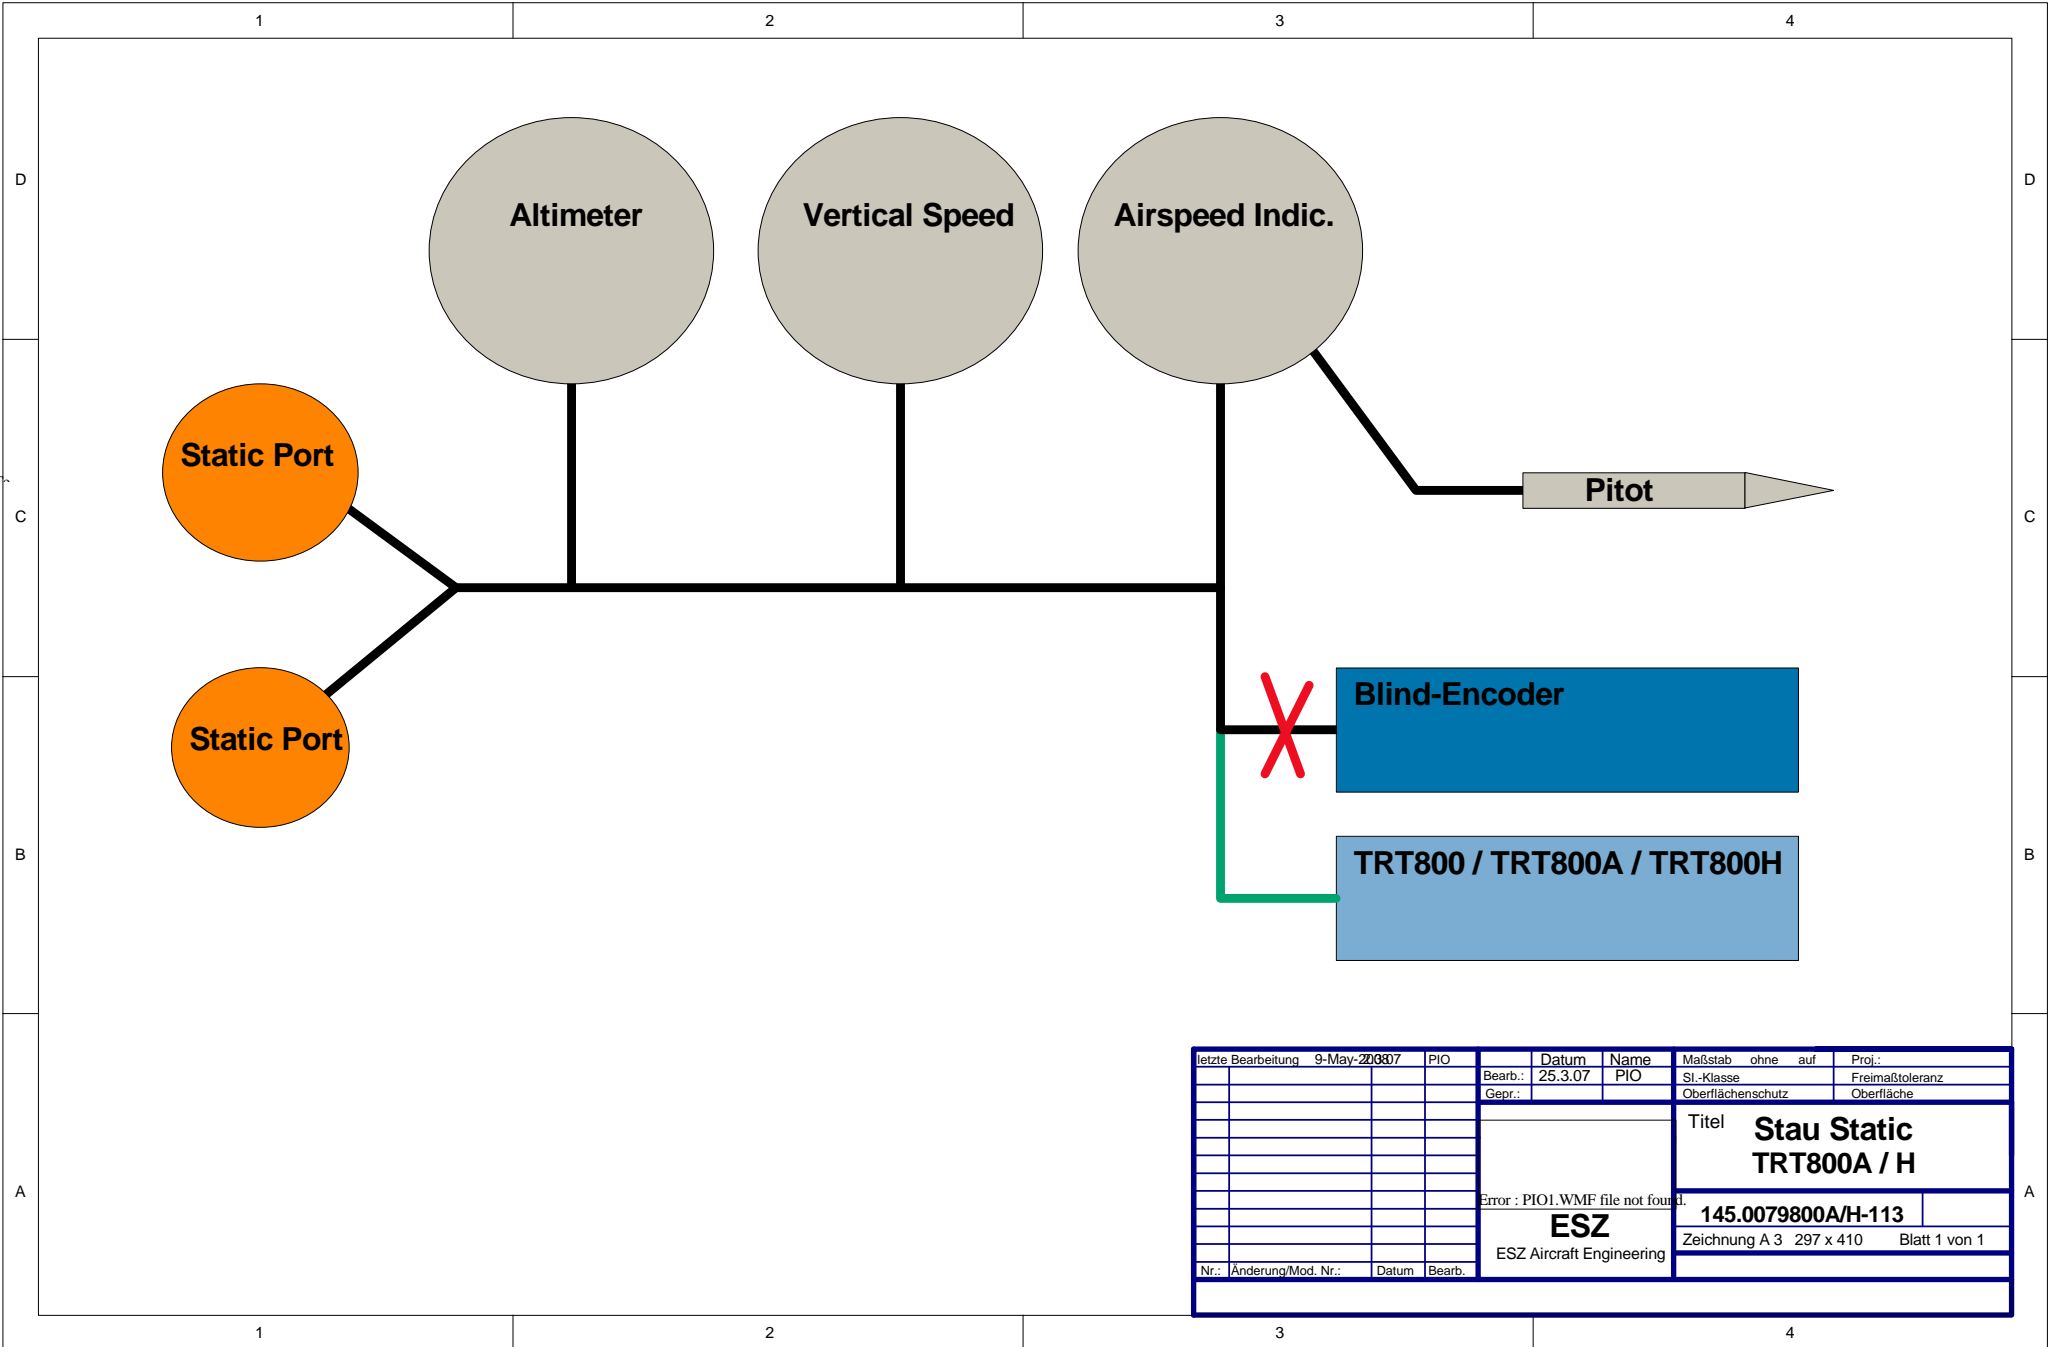 1 2 3 4
D D
Altimeter
Vertical Speed
Airspeed Indic.
Static Port
Pitot
C C
Static Port
Blind-Encoder
TRT800 / TRT800A / TRT800H
B B
A A
letzte Bearbeitung 9-May- PIO
Datum Name
Bearb.: 25.3.07 PIO
Gepr.:
Maßstab ohne auf Proj.:
Sl.-Klasse Freimaßtoleranz
Oberflächenschutz Oberfläche
Titel Stau Static
TRT800A / H
Error : PIO1.WMF file not found.
ESZ
ESZ Aircraft Engineering
145.0079800A/H-113
Zeichnung A 3 297 x 410 Blatt 1 von 1
Nr.: Änderung/Mod. Nr.: Datum Bearb.
1 2 3 4